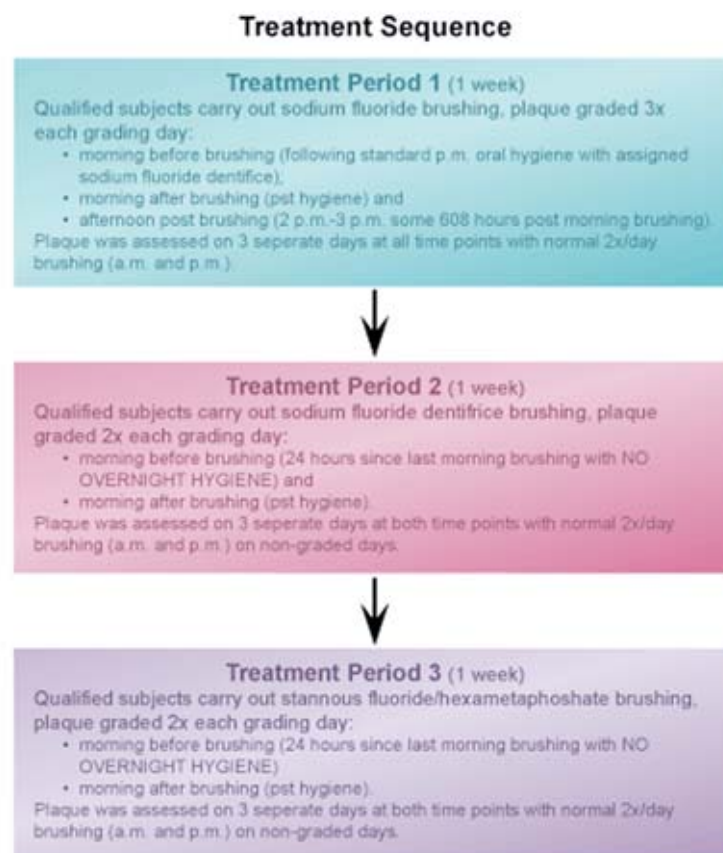 Treatment Sequence
Treatment Period 1 (1 week)
Qualified subjects carry out sodium fluoride brushing, plaque graded 3x
each grading day:
• morning before brushing (following standard p.m. oral hygiene with assigned
sodium fluoride dentifice),
• morning after brushing (pst hygiene) and
• afternoon post brushing (2 p.m.-3 p.m. some 608 hours post morning brushing).
Plaque was assessed on 3 seperate days at all time points with normal 2x/day
brushing (a.m. and p.m.)
Treatment Period 2 (1 week)
Qualified subjects carry out sodium fluoride dentifrice brushing, plaque
graded 2x each grading day:
• morning before brushing (24 hours since last morning brushing with NO
OVERNIGHT HYGIENE) and
• morning after brushing (pst hygiene).
Plaque was assessed on 3 seperate days at both time points with normal 2x/day
brushing (a.m. and p.m.) on non-graded days.
Treatment Period 3 (1 week)
Qualified subjects carry out stannous fluoride/hexametaphoshate brushing,
plaque graded 2x each grading day:
• morning before brushing (24 hours since last morning brushing with NO
OVERNIGHT HYGIENE)
• morning after brushing (pst hygiene).
Plaque was assessed on 3 seperate days at both time points with normal 2x/day
brushing (a.m. and p.m.) on non-graded days.